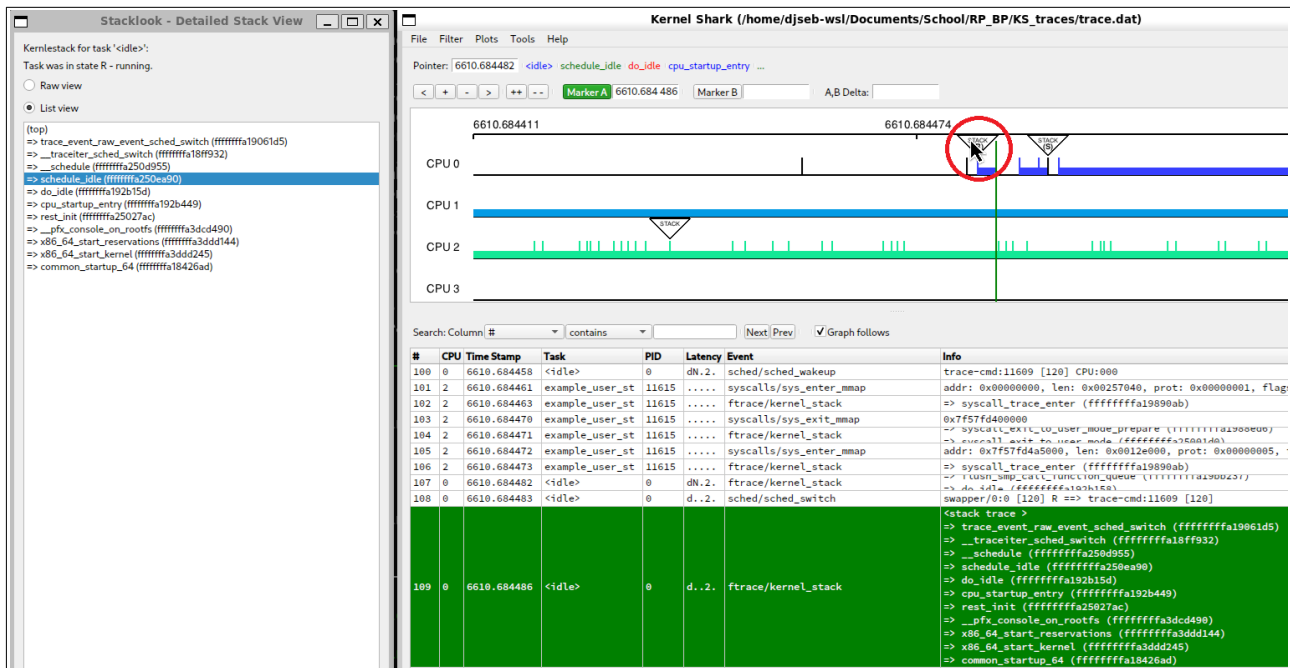 Stacklook - Detailed Stack View
Kernlestack for task '<idle>':
Task was in state R - running.
Raw view
List view
(top)
=> trace_event_raw_event_sched_switch (ffffffffa19061d5)
=> __traceiter_sched_switch (ffffffffa18ff932)
=> __schedule (ffffffffa250d955)
=> schedule_idle (ffffffffa250ea90)
=> do_idle (ffffffffa192b15d)
=> cpu_startup_entry (ffffffffa192b449)
=> rest_init (ffffffffa25027ac)
=> __pfx_console_on_rootfs (ffffffffa3dcd490)
=> x86_64_start_reservations (ffffffffa3ddd144)
=> x86_64_start_kernel (ffffffffa3ddd245)
=> common_startup_64 (ffffffffa18426ad)
Kernel Shark (/home/djseb-wsl/Documents/School/RP_BP/KS_traces/trace.dat)
File Filter Plots Tools Help
Pointer: 6610.684482 <idle> schedule_idle do_idle cpu_startup_entry ...
< + - > ++ -- Marker A 6610.684 486 Marker B A,B Delta:
6610.684411 6610.684474
STACK STACK
(S)
CPU 0
CPU 1
STACK
CPU 2
CPU 3
Search: Column # contains Next Prev Graph follows
# CPU Time Stamp Task PID Latency Event Info
100 0 6610.684458 <idle> 0 dN.2. sched/sched_wakeup trace-cmd:11609 [120] CPU:000
101 2 6610.684461 example_user_st 11615 ..... syscalls/sys_enter_mmap addr: 0x00000000, len: 0x00257040, prot: 0x00000001, flags
102 2 6610.684463 example_user_st 11615 ..... ftrace/kernel_stack => syscall_trace_enter (ffffffffa19890ab)
103 2 6610.684470 example_user_st 11615 ..... syscalls/sys_exit_mmap 0x7f57fd400000
104 2 6610.684471 example_user_st 11615 ..... ftrace/kernel_stack => syscall_exit_to_user_mode_prepare (ffffffffa1988ed6)
=> syscall_exit_to_user_mode (ffffffffa25001d0)
105 2 6610.684472 example_user_st 11615 ..... syscalls/sys_enter_mmap addr: 0x7f57fd4a5000, len: 0x0012e000, prot: 0x00000005,
106 2 6610.684474 example_user_st 11615 ..... ftrace/kernel_stack => syscall_trace_enter (ffffffffa19890ab)
107 0 6610.684482 <idle> 0 dN.2. ftrace/kernel_stack => flush_smp_call_function_queue (ffffffffa19bb237)
=> do_idle (ffffffffa192b158)
108 0 6610.684483 <idle> 0 d..2. sched/sched_switch swapper/0:0 [120] R ==> trace-cmd:11609 [120]
109 0 6610.684486 <idle> 0 d..2. ftrace/kernel_stack <stack trace >
=> trace_event_raw_event_sched_switch (ffffffffa19061d5)
=> __traceiter_sched_switch (ffffffffa18ff932)
=> __schedule (ffffffffa250d955)
=> schedule_idle (ffffffffa250ea90)
=> do_idle (ffffffffa192b15d)
=> cpu_startup_entry (ffffffffa192b449)
=> rest_init (ffffffffa25027ac)
=> __pfx_console_on_rootfs (ffffffffa3dcd490)
=> x86_64_start_reservations (ffffffffa3ddd144)
=> x86_64_start_kernel (ffffffffa3ddd245)
=> common_startup_64 (ffffffffa18426ad)